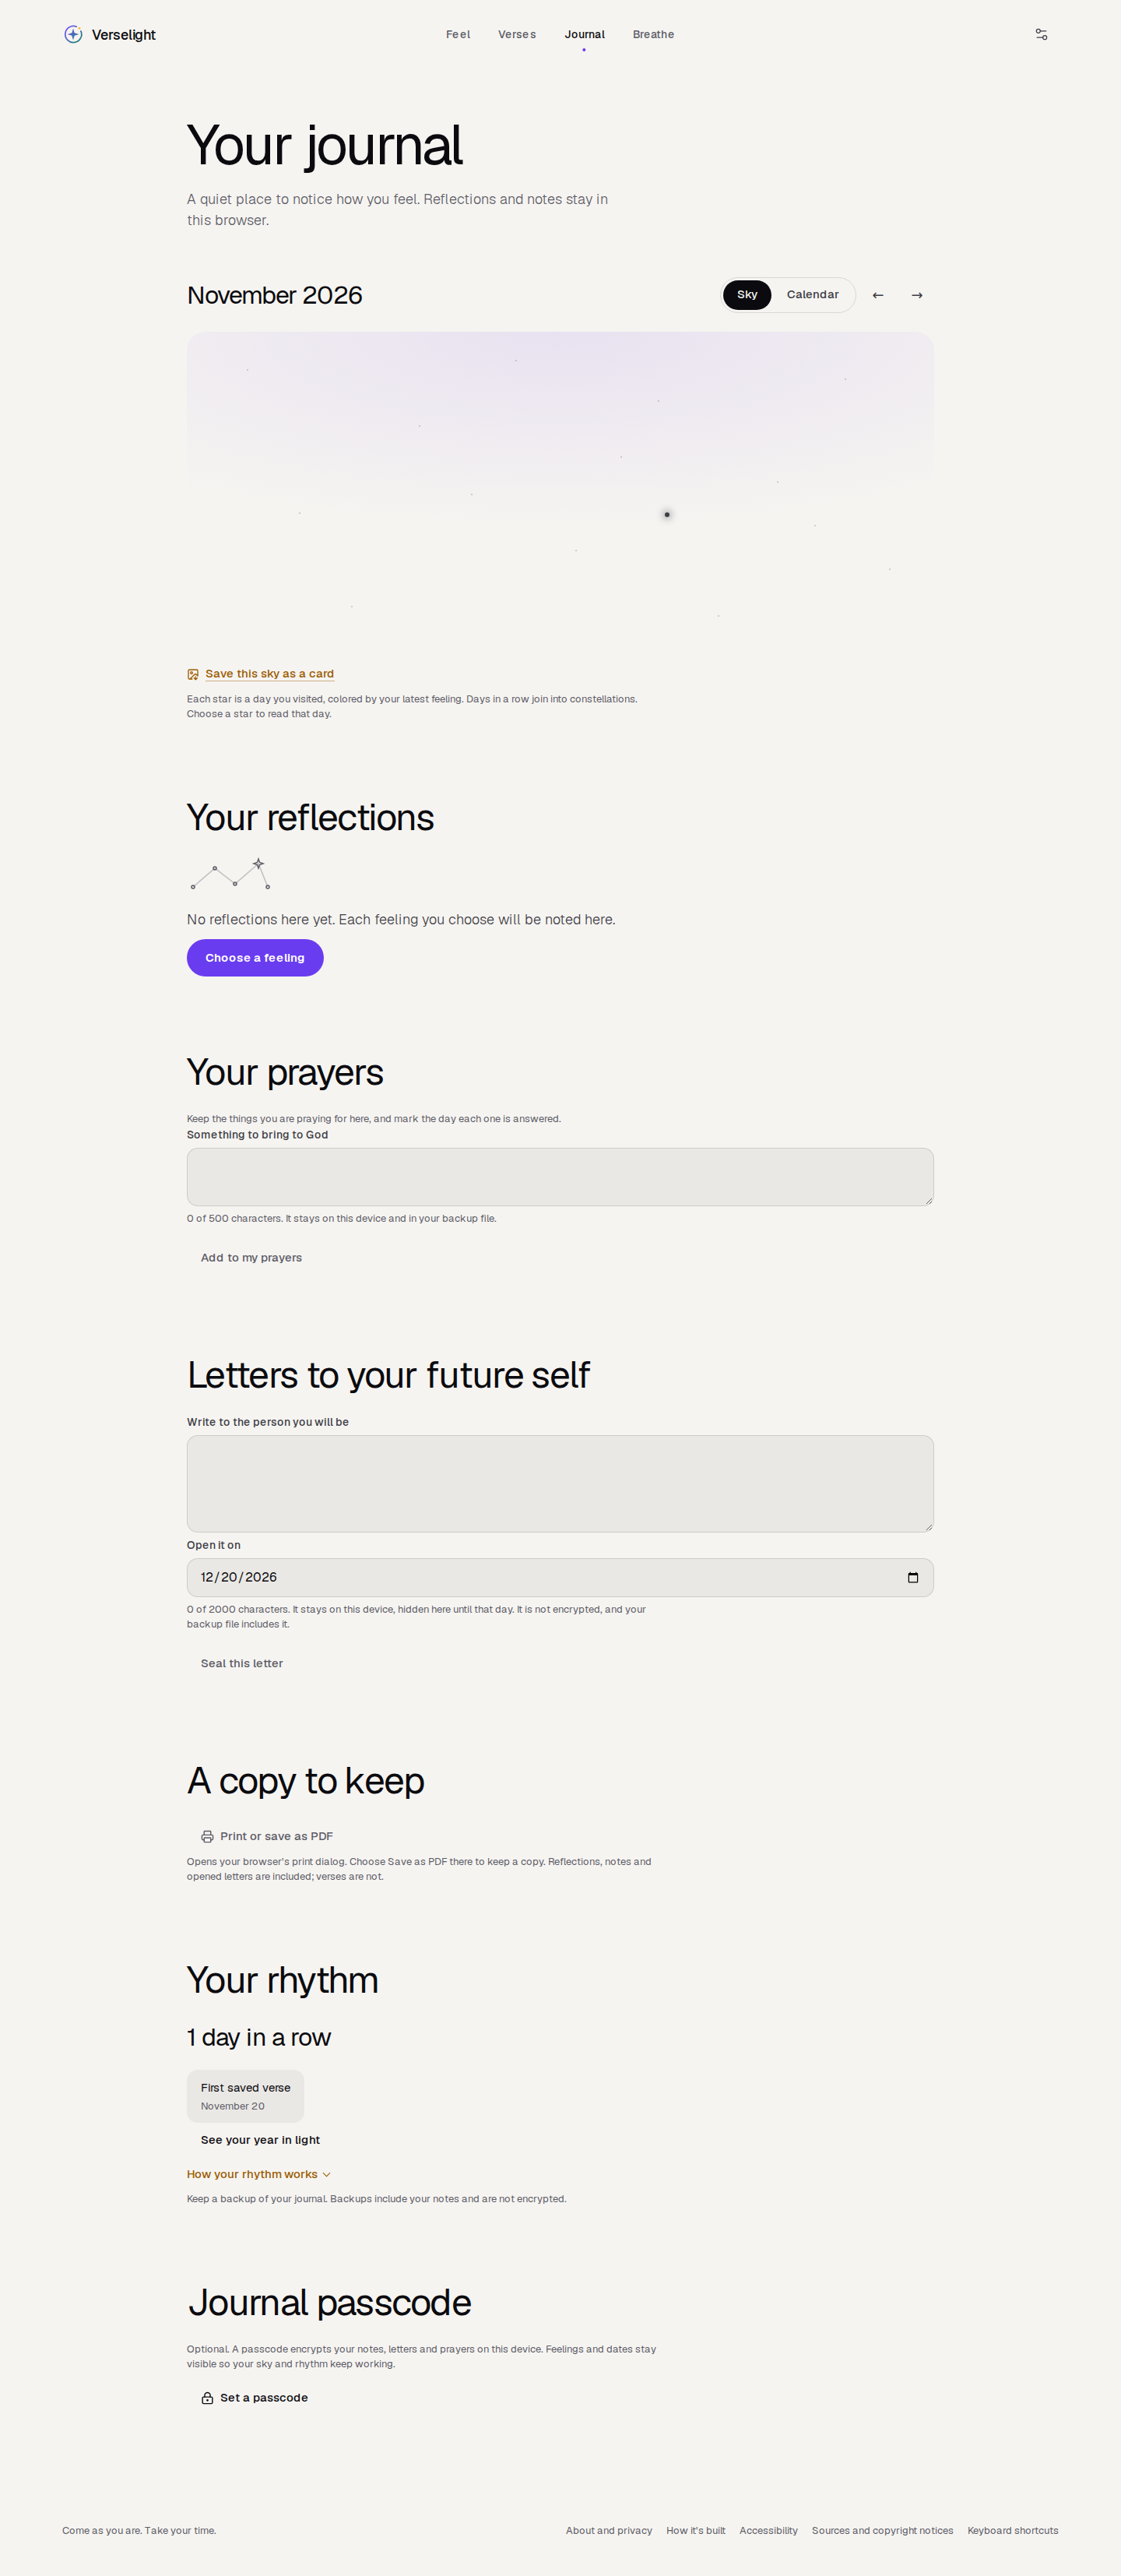 Verselight
Feel
Verses
Journal
Breathe
Your journal
A quiet place to notice how you feel. Reflections and notes stay in
this browser.
November 2026
Sky
Calendar
Save this sky as a card
Each star is a day you visited, colored by your latest feeling. Days in a row join into constellations.
Choose a star to read that day.
Your reflections
No reflections here yet. Each feeling you choose will be noted here.
Choose a feeling
Your prayers
Keep the things you are praying for here, and mark the day each one is answered.
Something to bring to God
0 of 500 characters. It stays on this device and in your backup file.
Add to my prayers
Letters to your future self
Write to the person you will be
Open it on
12/20/2026
0 of 2000 characters. It stays on this device, hidden here until that day. It is not encrypted, and your
backup file includes it.
Seal this letter
A copy to keep
Print or save as PDF
Opens your browser's print dialog. Choose Save as PDF there to keep a copy. Reflections, notes and
opened letters are included; verses are not.
Your rhythm
1 day in a row
First saved verse
November 20
See your year in light
How your rhythm works
Keep a backup of your journal. Backups include your notes and are not encrypted.
Journal passcode
Optional. A passcode encrypts your notes, letters and prayers on this device. Feelings and dates stay
visible so your sky and rhythm keep working.
Set a passcode
Come as you are. Take your time.
About and privacy
How it's built
Accessibility
Sources and copyright notices
Keyboard shortcuts